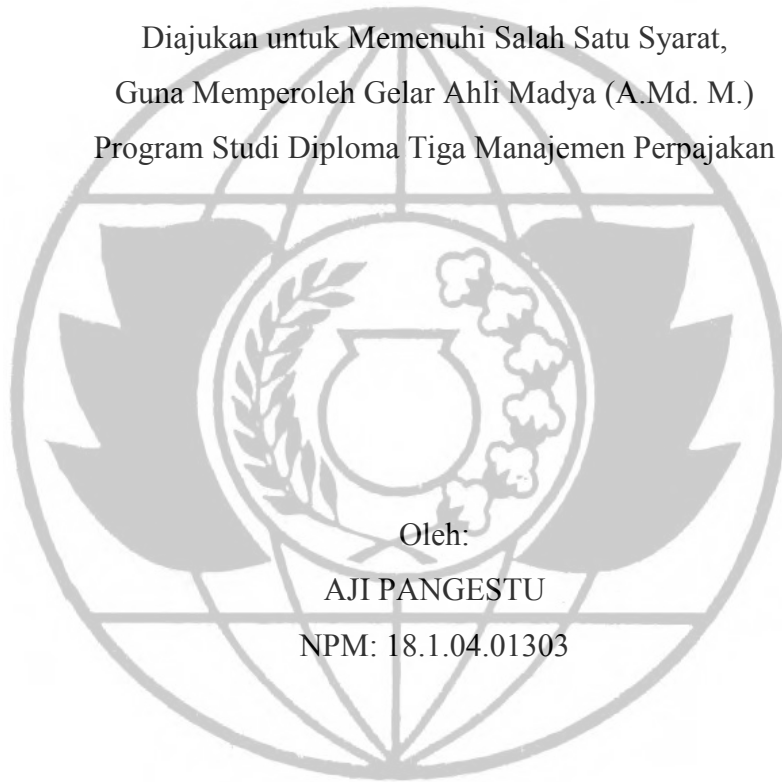 Diajukan untuk Memenuhi Salah Satu Syarat,
Guna Memperoleh Gelar Ahli Madya (A.Md. M.)
Program Studi Diploma Tiga Manajemen Perpajakan
Oleh:
AJI PANGESTU
NPM: 18.1.04.01303